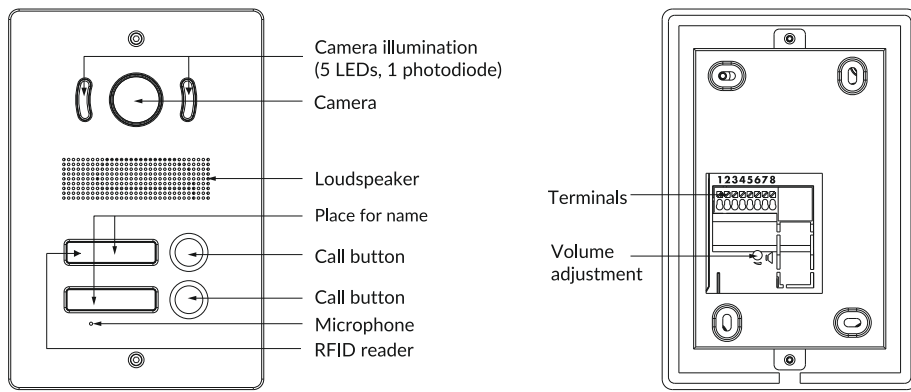 Camera illumination
(5 LEDs, 1 photodiode)
Camera
Loudspeaker
Place for name
Call button
Call button
Microphone
RFID reader
12345678
Terminals
Volume
adjustment